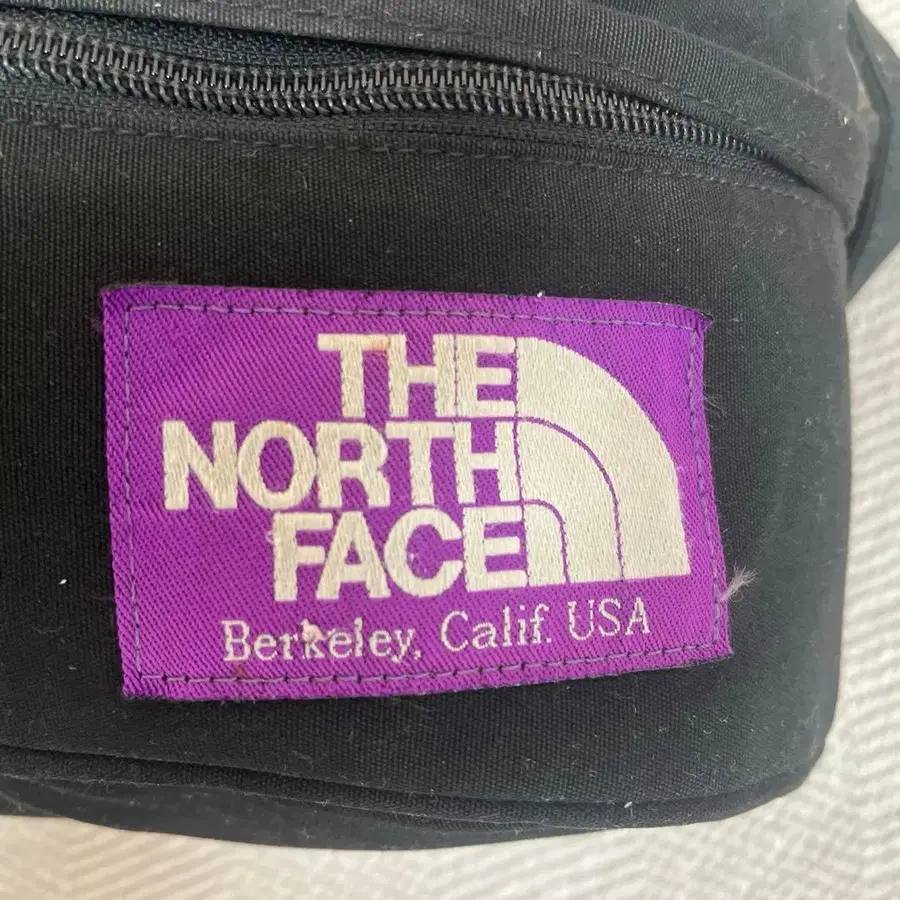 THE
NORTH
FACE
Berkeley, Calif. USA